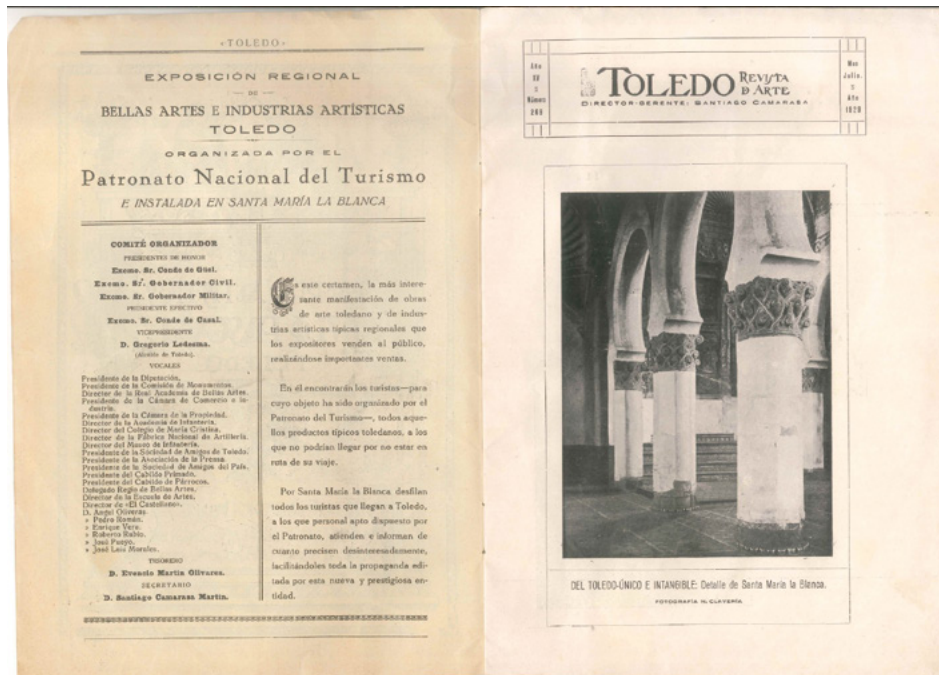 «TOLEDO»
EXPOSICIÓN REGIONAL
— DE —
BELLAS ARTES E INDUSTRIAS ARTÍSTICAS
TOLEDO
ORGANIZADA POR EL
Patronato Nacional del Turismo
E INSTALADA EN SANTA MARÍA LA BLANCA
COMITÉ ORGANIZADOR
PRESIDENTES DE HONOR
Excmo. Sr. Conde de Güel.
Excmo. Sr. Gobernador Civil.
Excmo. Sr. Gobernador Militar.
PRESIDENTE EFECTIVO
Excmo. Sr. Conde de Casal.
VICEPRESIDENTE
D. Gregorio Ledesma.
(Alcalde de Toledo).
VOCALES
Presidente de la Diputación.
Presidente de la Comisión de Monumentos.
Director de la Real Academia de Bellas Artes.
Presidente de la Cámara de Comercio e In-
dustria.
Presidente de la Cámara de la Propiedad.
Director de la Academia de Infantería.
Director del Colegio de María Cristina.
Director de la Fábrica Nacional de Artillería.
Director del Museo de Infantería.
Presidente de la Sociedad de Amigos de Toledo.
Presidente de la Asociación de la Prensa.
Presidente de la Sociedad de Amigos del País.
Presidente del Cabildo Primado.
Presidente del Cabildo de Párrocos.
Delegado Regio de Bellas Artes.
Director de la Escuela de Artes.
Director de «El Castellano».
D. Angel Oliveras.
» Pedro Román.
» Enrique Vera.
» Roberto Rubio.
» José Pueyo.
» José Luis Morales.
TESORERO
D. Evencio Martín Olivares.
SECRETARIO
D. Santiago Camarasa Martín.
Es este certamen, la más intere-
sante manifestación de obras
de arte toledano y de indus-
trias artísticas típicas regionales que
los expositores venden al público,
realizándose importantes ventas.
En él encontrarán los turistas—para
cuyo objeto ha sido organizado por el
Patronato del Turismo—, todos aque-
llos productos típicos toledanos, a los
que no podrían llegar por no estar en
ruta de su viaje.
Por Santa María la Blanca desfilan
todos los turistas que llegan a Toledo,
a los que personal apto dispuesto por
el Patronato, atienden e informan de
cuanto precisen desinteresadamente,
facilitándoles toda la propaganda edi-
tada por esta nueva y prestigiosa en-
tidad.
Año
XV
Número
269
TOLEDO REVISTA D ARTE
DIRECTOR-GERENTE: SANTIAGO CAMARASA
Mes
Julio.
Año
1929
DEL TOLEDO-ÚNICO E INTANGIBLE: Detalle de Santa María la Blanca.
FOTOGRAFÍA N. CLAVERÍA